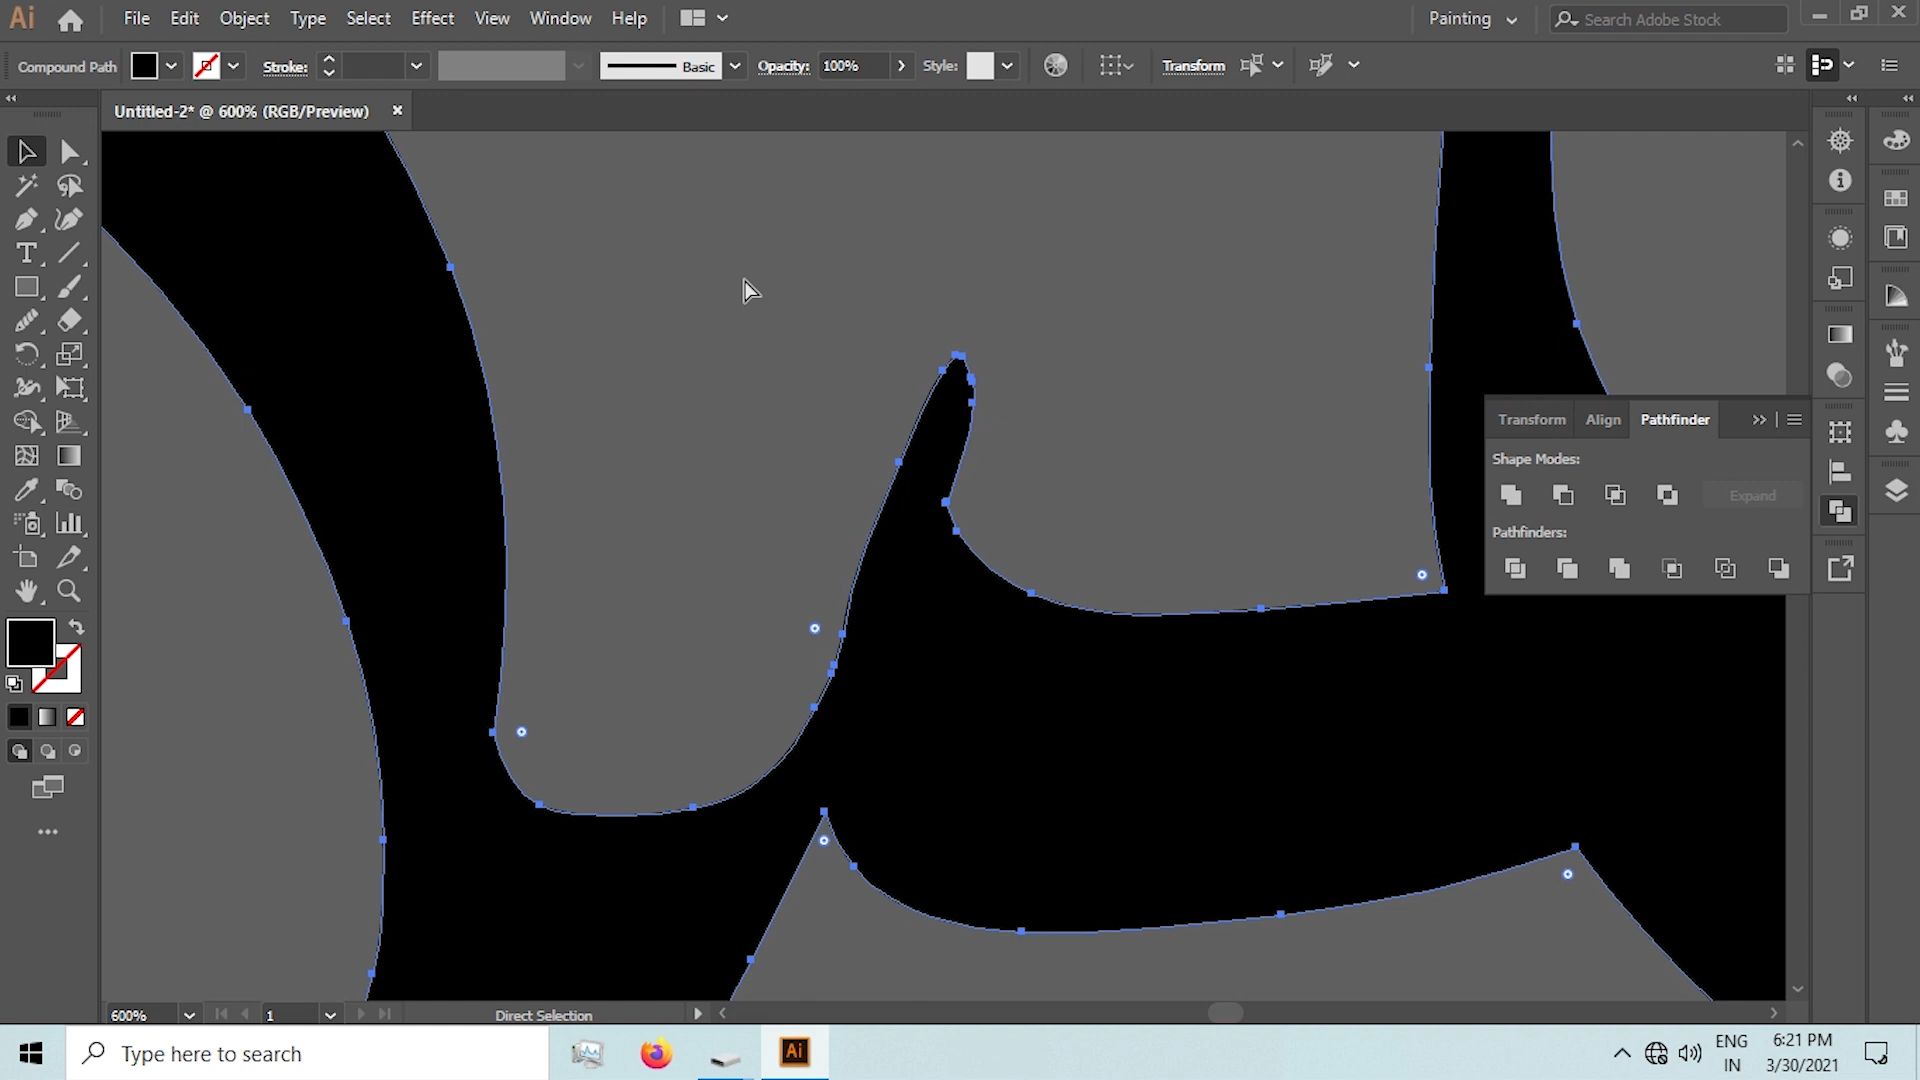 Ai File Edit Object Type Select Effect View Window Help Painting Search Adobe Stock
Compound Path Stroke: Basic Opacity: 100% Style: Transform
Untitled-2* @ 600% (RGB/Preview)
Transform Align Pathfinder
Shape Modes:
Expand
Pathfinders:
600% 1 Direct Selection
Type here to search
Ai
ENG
IN
6:21 PM
3/30/2021